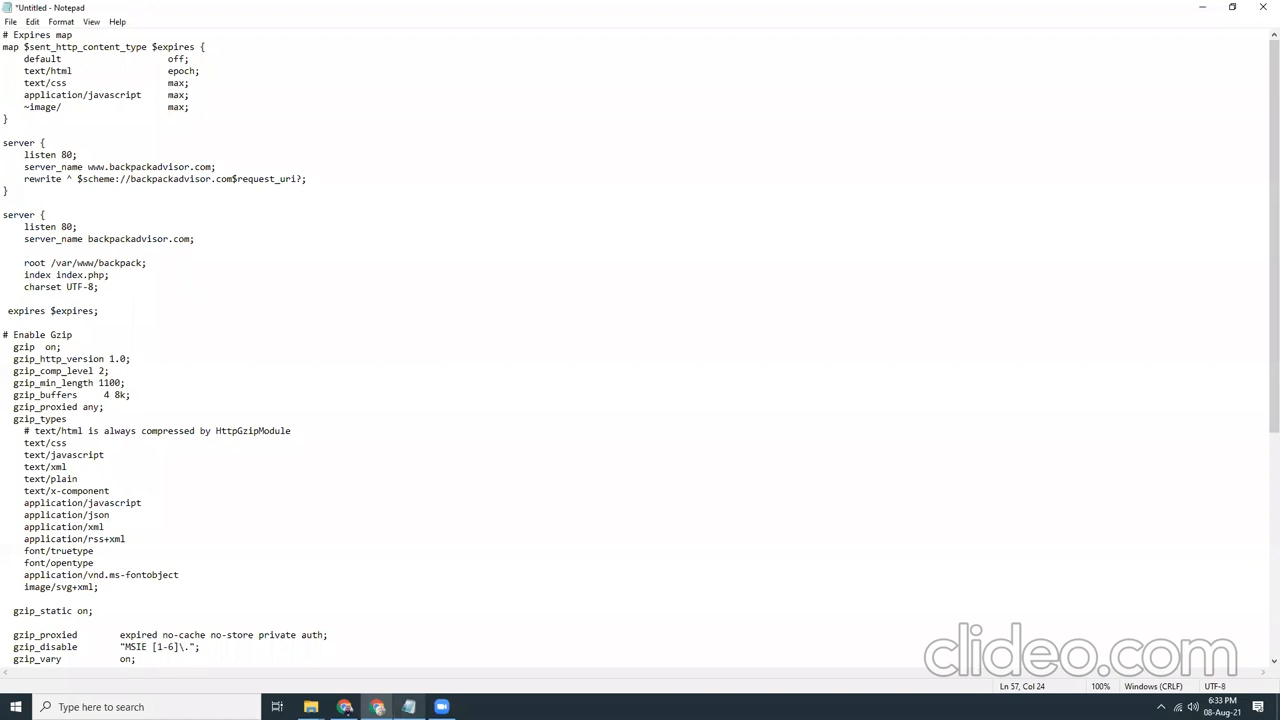 *Untitled - Notepad
File Edit Format View Help
# Expires map
map $sent_http_content_type $expires {
    default                    off;
    text/html                  epoch;
    text/css                   max;
    application/javascript     max;
    ~image/                    max;
}
server {
    listen 80;
    server_name www.backpackadvisor.com;
    rewrite ^ $scheme://backpackadvisor.com$request_uri?;
}
server {
    listen 80;
    server_name backpackadvisor.com;
    root /var/www/backpack;
    index index.php;
    charset UTF-8;
 expires $expires;
# Enable Gzip
  gzip  on;
  gzip_http_version 1.0;
  gzip_comp_level 2;
  gzip_min_length 1100;
  gzip_buffers     4 8k;
  gzip_proxied any;
  gzip_types
    # text/html is always compressed by HttpGzipModule
    text/css
    text/javascript
    text/xml
    text/plain
    text/x-component
    application/javascript
    application/json
    application/xml
    application/rss+xml
    font/truetype
    font/opentype
    application/vnd.ms-fontobject
    image/svg+xml;
  gzip_static on;
  gzip_proxied        expired no-cache no-store private auth;
  gzip_disable        "MSIE [1-6]\.";
  gzip_vary           on;
clideo.com
Ln 57, Col 24 100% Windows (CRLF) UTF-8
Type here to search
6:33 PM
08-Aug-21